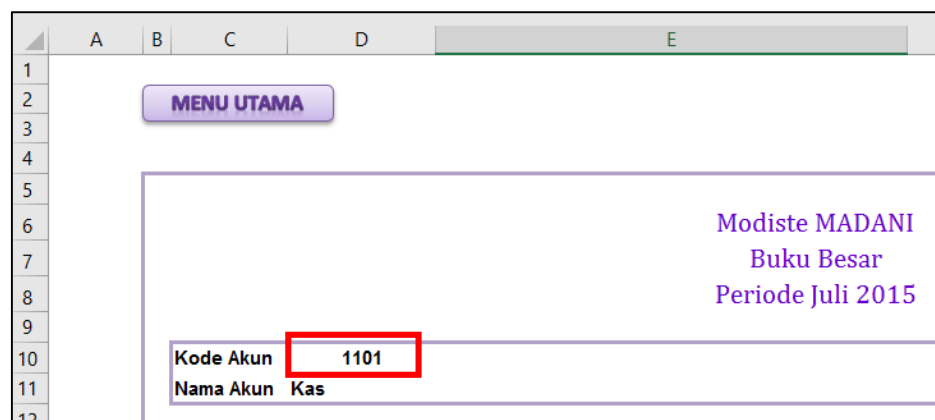 A B C D E
1
2 MENU UTAMA
3
4
5
6 Modiste MADANI
7 Buku Besar
8 Periode Juli 2015
9
10 Kode Akun 1101
11 Nama Akun Kas
12